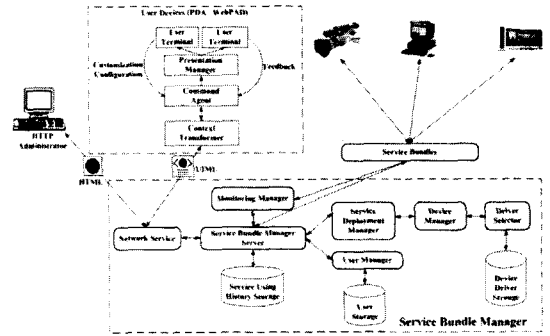 User Devices (PDA WebPAD)
User Terminal
User Terminal
Customization Configuration
Presentation Manager
Feedback
Command Agent
Context Transformer
HTTP Administrator
HTML
UIML
Service Bundles
Monitoring Manager
Network Service
Service Bundle Manager Server
Service Deployment Manager
Device Manager
Driver Selector
User Manager
Service Using History Storage
User Storage
Device Driver Storage
Service Bundle Manager